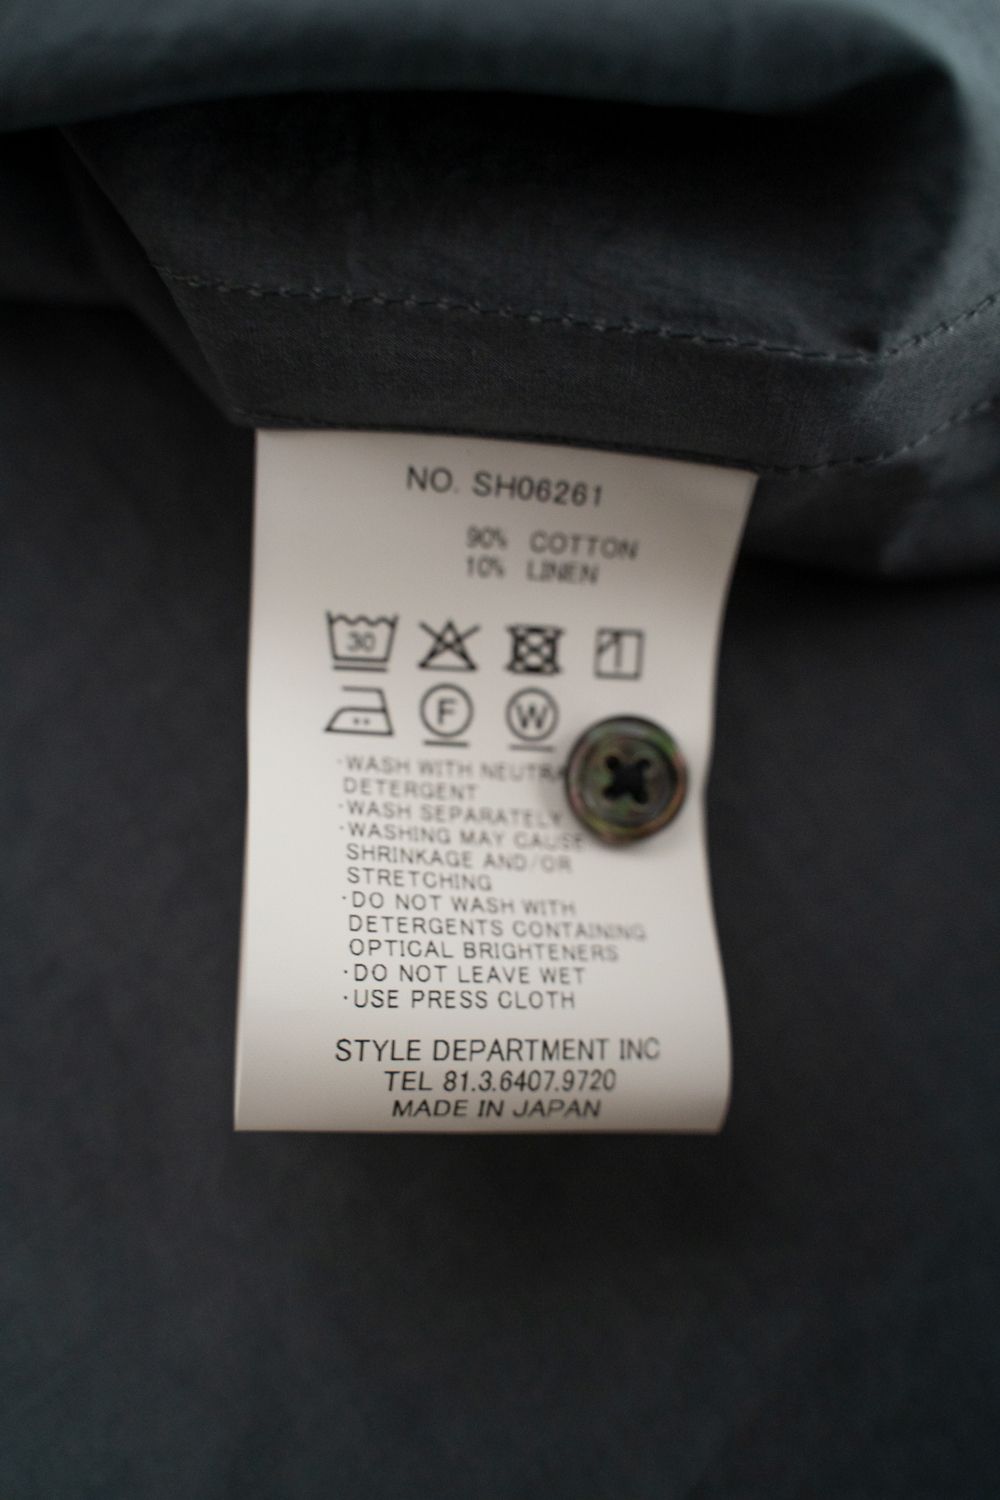 NO. SH06261
90% COTTON
10% LINEN
30
F W
·WASH WITH
DETERGENT
·WASH SEPARATELY
·WASHING MAY CAUSE
SHRINKAGE AND/OR
STRETCHING
·DO NOT WASH WITH
DETERGENTS CONTAINING
OPTICAL BRIGHTENERS
·DO NOT LEAVE WET
·USE PRESS CLOTH
STYLE DEPARTMENT INC
TEL 81.3.6407.9720
MADE IN JAPAN